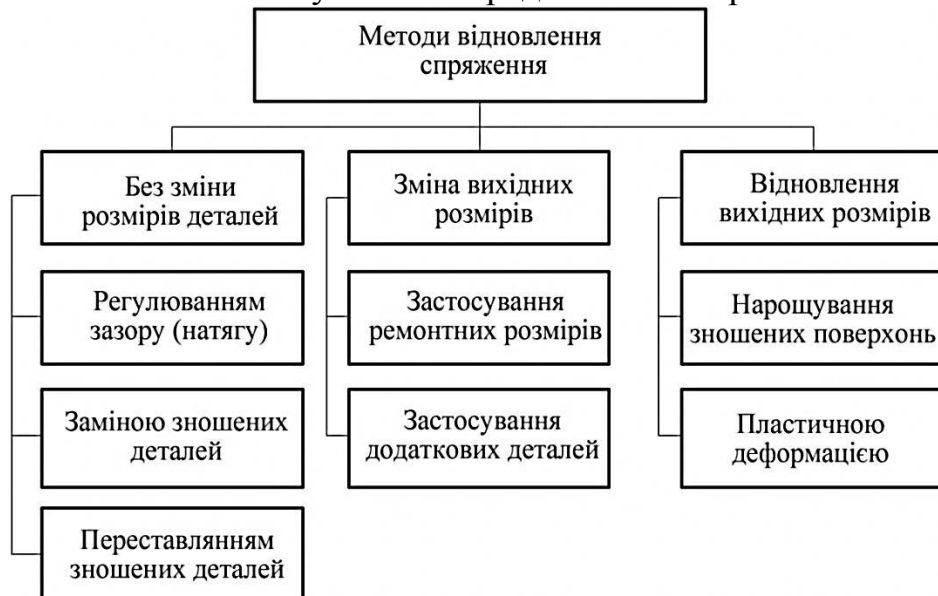 Методи відновлення
спряження
Без зміни
розмірів деталей
Зміна вихідних
розмірів
Відновлення
вихідних розмірів
Регулюванням
зазору (натягу)
Застосування
ремонтних розмірів
Нарощування
зношених поверхонь
Заміною зношених
деталей
Застосування
додаткових деталей
Пластичною
деформацією
Переставлянням
зношених деталей